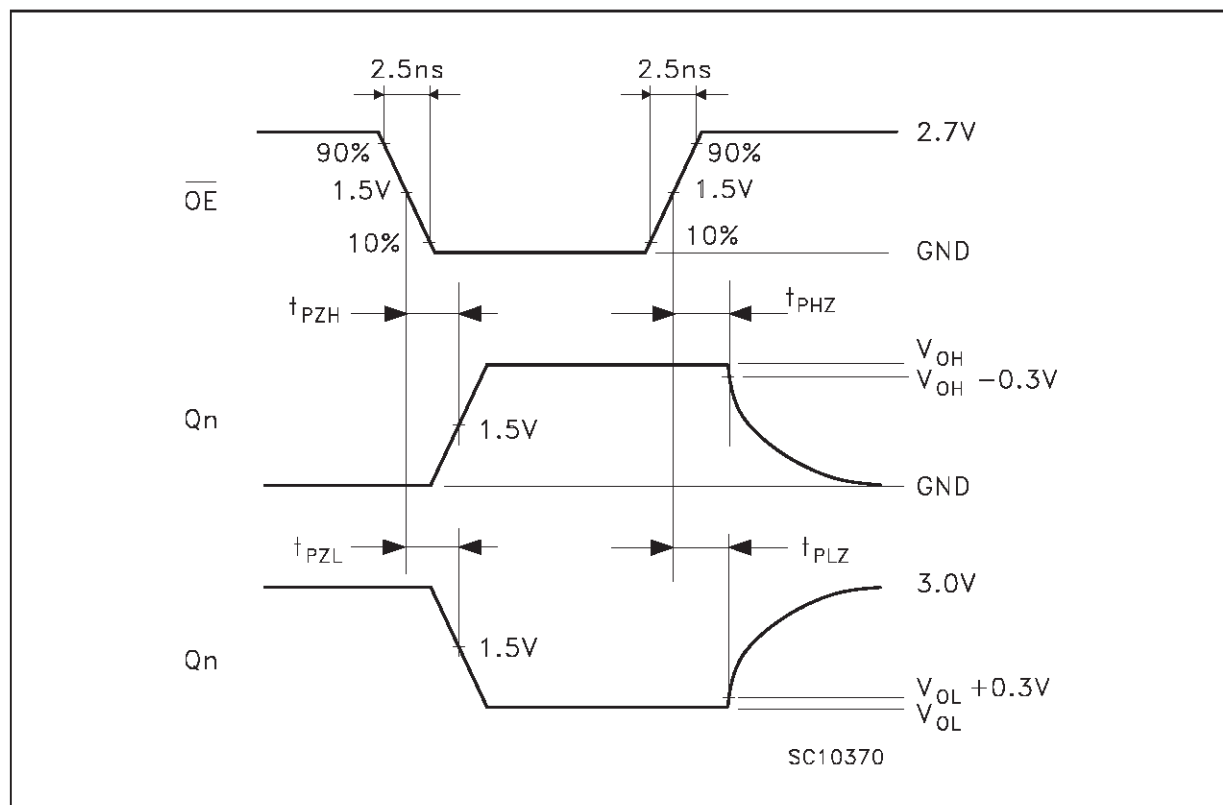 2.5ns 2.5ns
2.7V
90% 90%
O̅E̅ 1.5V 1.5V
10% 10%
GND
tPZH tPHZ
VOH
VOH −0.3V
Qn 1.5V
GND
tPZL tPLZ
3.0V
Qn 1.5V
VOL +0.3V
VOL
SC10370